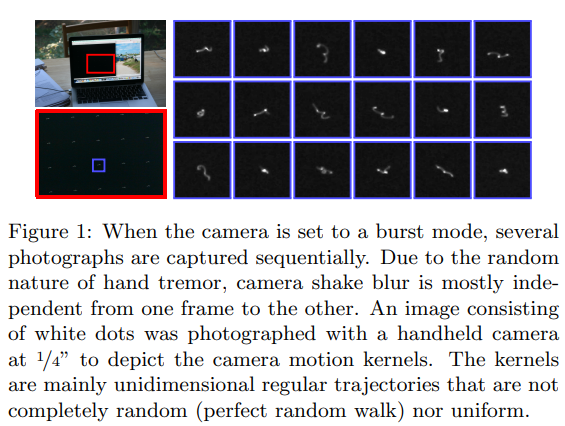 Figure 1: When the camera is set to a burst mode, several
photographs are captured sequentially. Due to the random
nature of hand tremor, camera shake blur is mostly inde-
pendent from one frame to the other. An image consisting
of white dots was photographed with a handheld camera
at 1/4” to depict the camera motion kernels. The kernels
are mainly unidimensional regular trajectories that are not
completely random (perfect random walk) nor uniform.